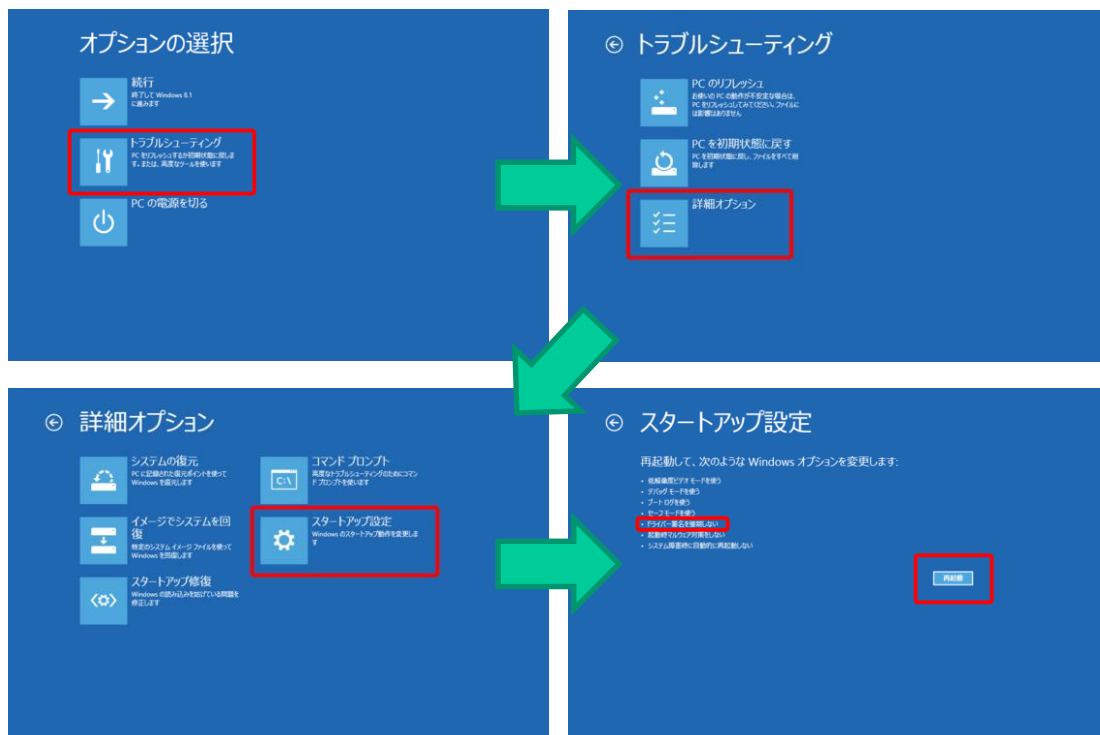 オプションの選択
続行
終了して Windows 8.1
に進みます
トラブルシューティング
PC をリフレッシュするか初期状態に戻しま
す。または、高度なツールを使います
PC の電源を切る
トラブルシューティング
PC のリフレッシュ
お使いの PC の動作が不安定な場合は、
PC をリフレッシュしてみてください。ファイルに
は影響はありません
PC を初期状態に戻す
PC を初期状態に戻し、ファイルをすべて削
除します
詳細オプション
詳細オプション
システムの復元
PC に記録された復元ポイントを使って
Windows を復元します
イメージでシステムを回
復
特定のシステム イメージ ファイルを使って
Windows を回復します
スタートアップ修復
Windows の読み込みを妨げている問題を
修正します
コマンド プロンプト
高度なトラブルシューティングのためにコマン
ド プロンプトを使います
C:\
スタートアップ設定
Windows のスタートアップ動作を変更しま
す
スタートアップ設定
再起動して、次のような Windows オプションを変更します:
・低解像度ビデオ モードを使う
・デバッグ モードを使う
・ブート ログを使う
・セーフ モードを使う
・ドライバー署名を強制しない
・起動時マルウェア対策をしない
・システム障害時に自動的に再起動しない
再起動